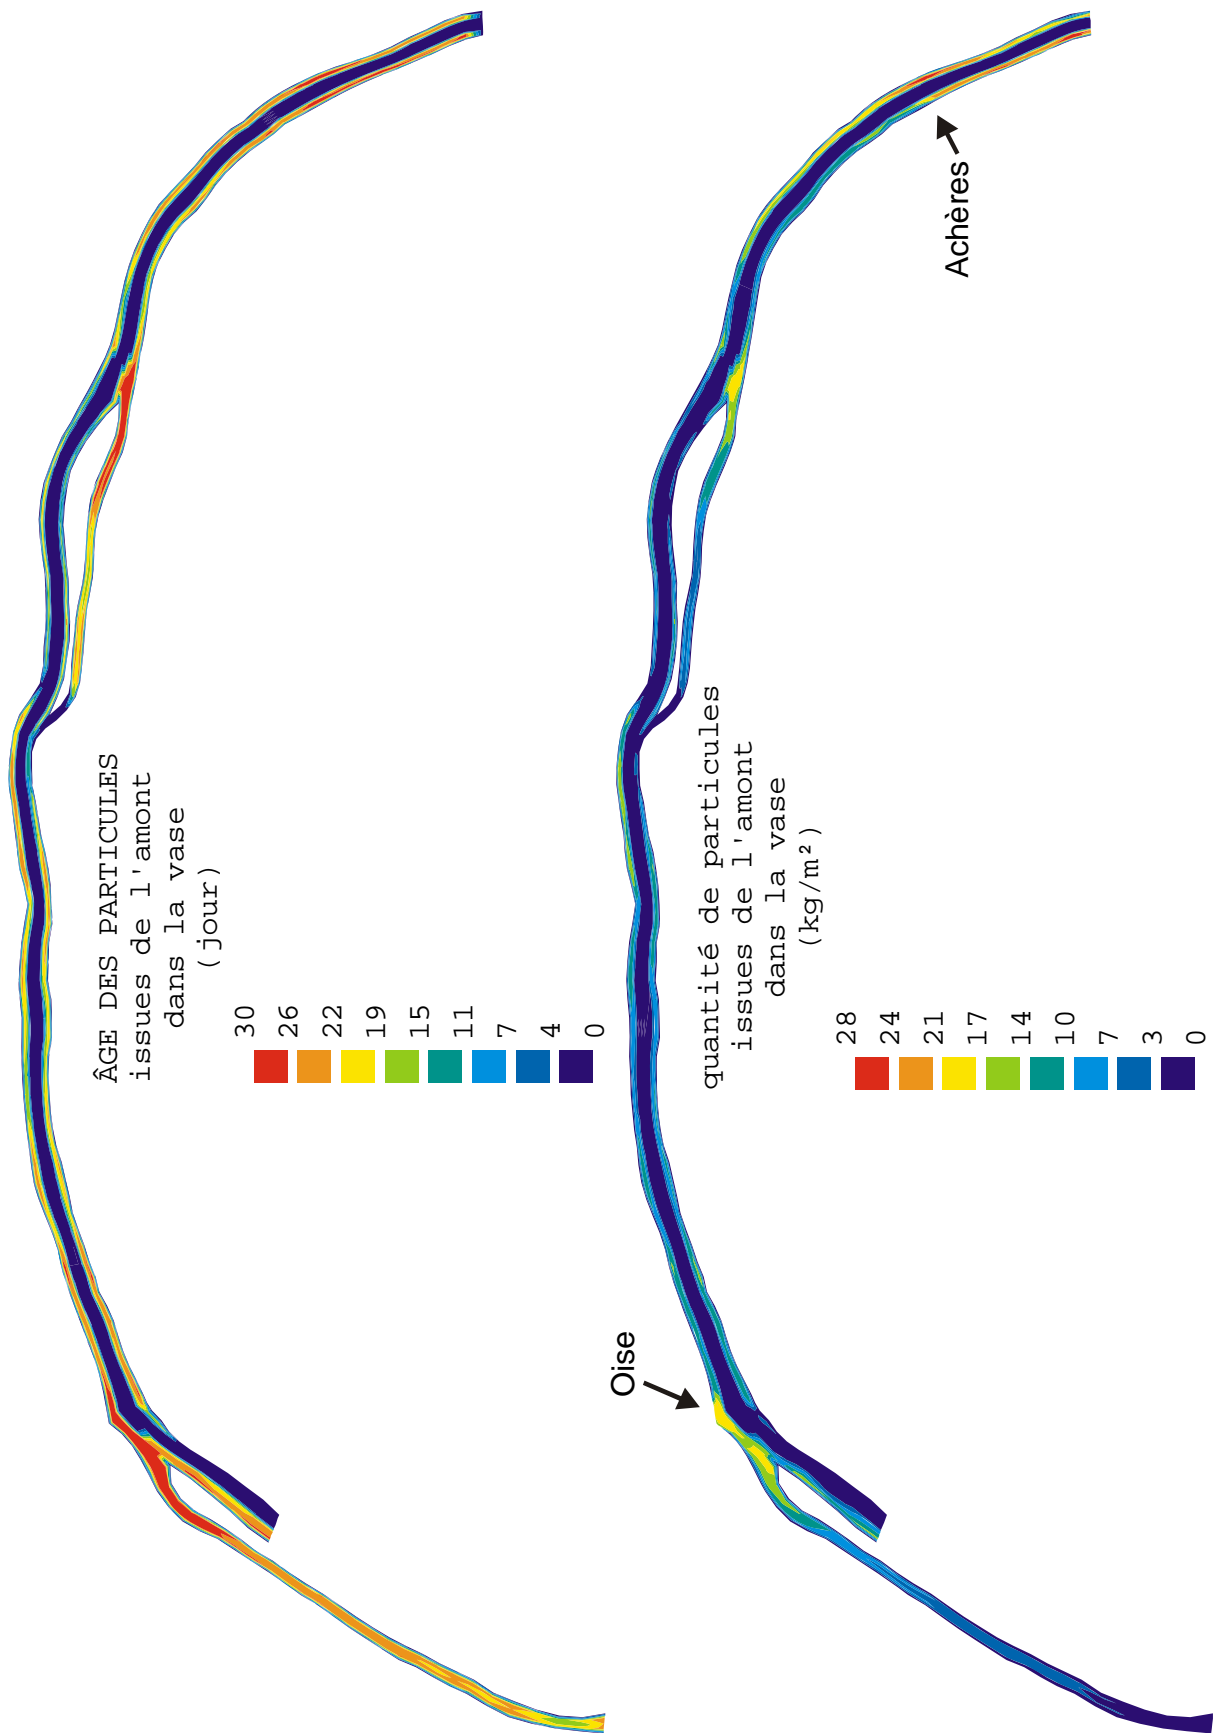 ÂGE DES PARTICULES
issues de l'amont
dans la vase
(jour)
30
26
22
19
15
11
7
4
0
Oise
Achères
quantité de particules
issues de l'amont
dans la vase
(kg/m²)
28
24
21
17
14
10
7
3
0